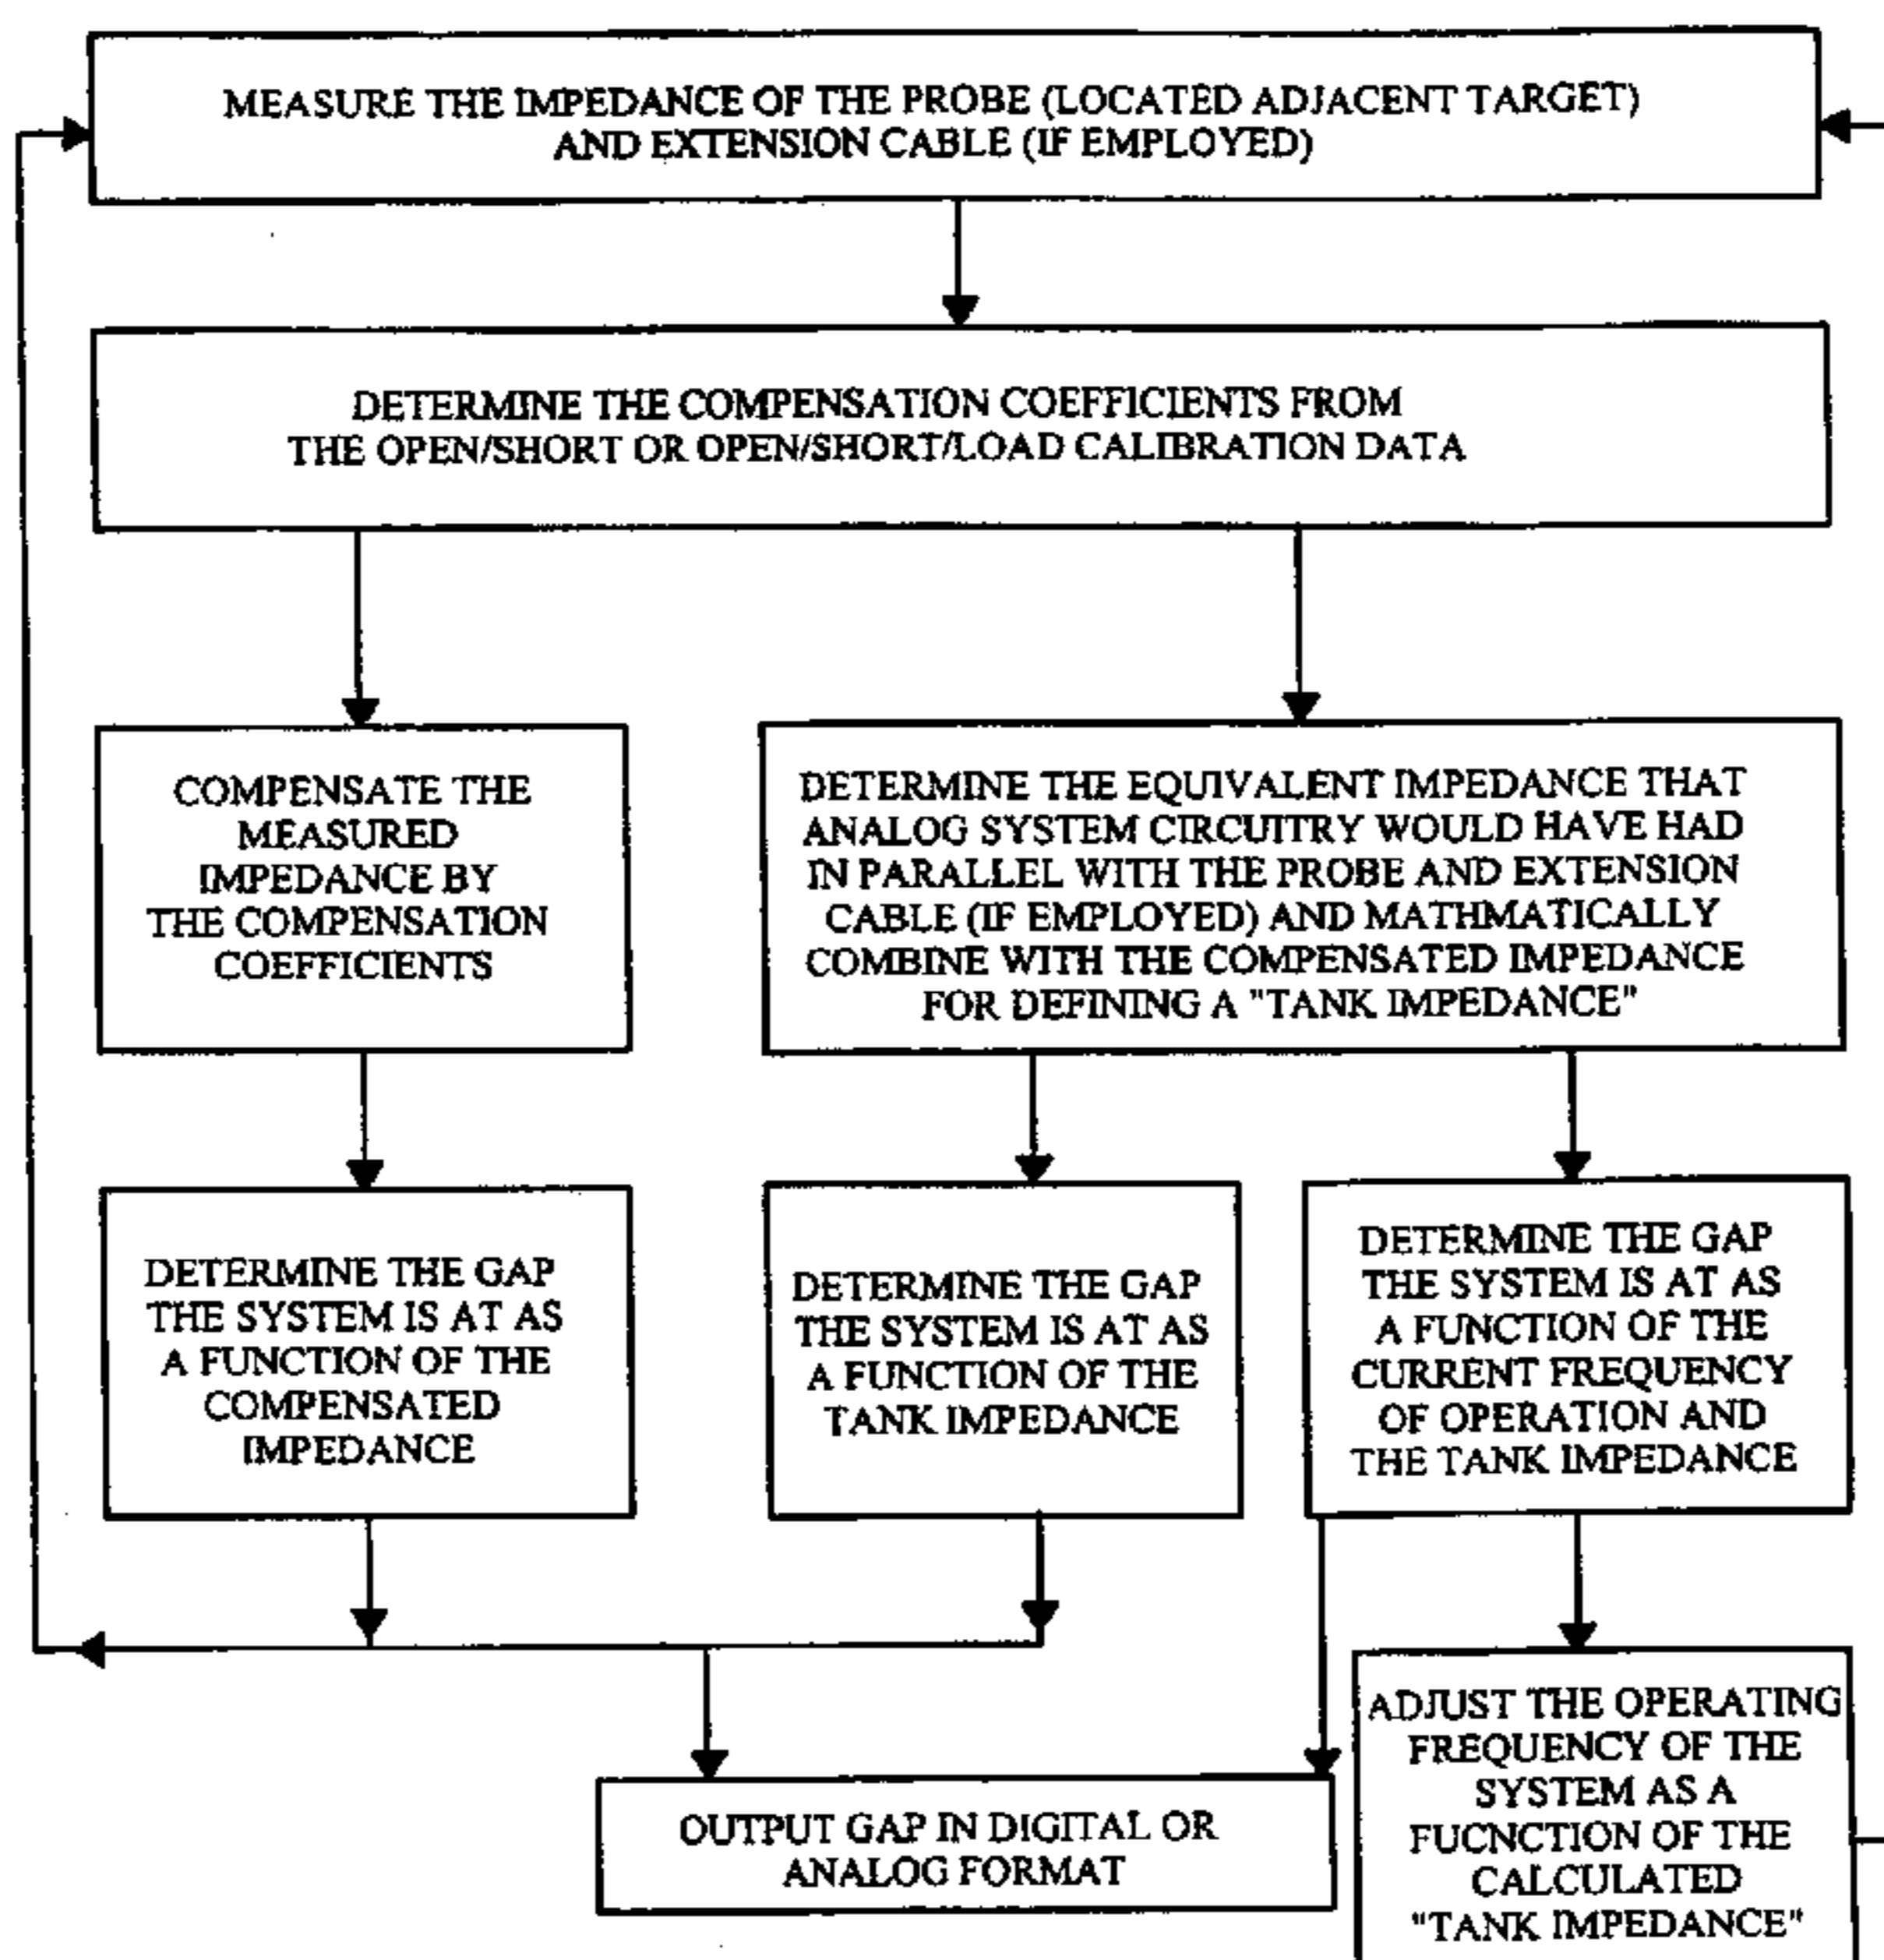 MEASURE THE IMPEDANCE OF THE PROBE (LOCATED ADJACENT TARGET)
AND EXTENSION CABLE (IF EMPLOYED)
DETERMINE THE COMPENSATION COEFFICIENTS FROM
THE OPEN/SHORT OR OPEN/SHORT/LOAD CALIBRATION DATA
COMPENSATE THE
MEASURED
IMPEDANCE BY
THE COMPENSATION
COEFFICIENTS
DETERMINE THE EQUIVALENT IMPEDANCE THAT
ANALOG SYSTEM CIRCUITRY WOULD HAVE HAD
IN PARALLEL WITH THE PROBE AND EXTENSION
CABLE (IF EMPLOYED) AND MATHMATICALLY
COMBINE WITH THE COMPENSATED IMPEDANCE
FOR DEFINING A "TANK IMPEDANCE"
DETERMINE THE GAP
THE SYSTEM IS AT AS
A FUNCTION OF THE
COMPENSATED
IMPEDANCE
DETERMINE THE GAP
THE SYSTEM IS AT AS
A FUNCTION OF THE
TANK IMPEDANCE
DETERMINE THE GAP
THE SYSTEM IS AT AS
A FUNCTION OF THE
CURRENT FREQUENCY
OF OPERATION AND
THE TANK IMPEDANCE
OUTPUT GAP IN DIGITAL OR
ANALOG FORMAT
ADJUST THE OPERATING
FREQUENCY OF THE
SYSTEM AS A
FUCNCTION OF THE
CALCULATED
"TANK IMPEDANCE"